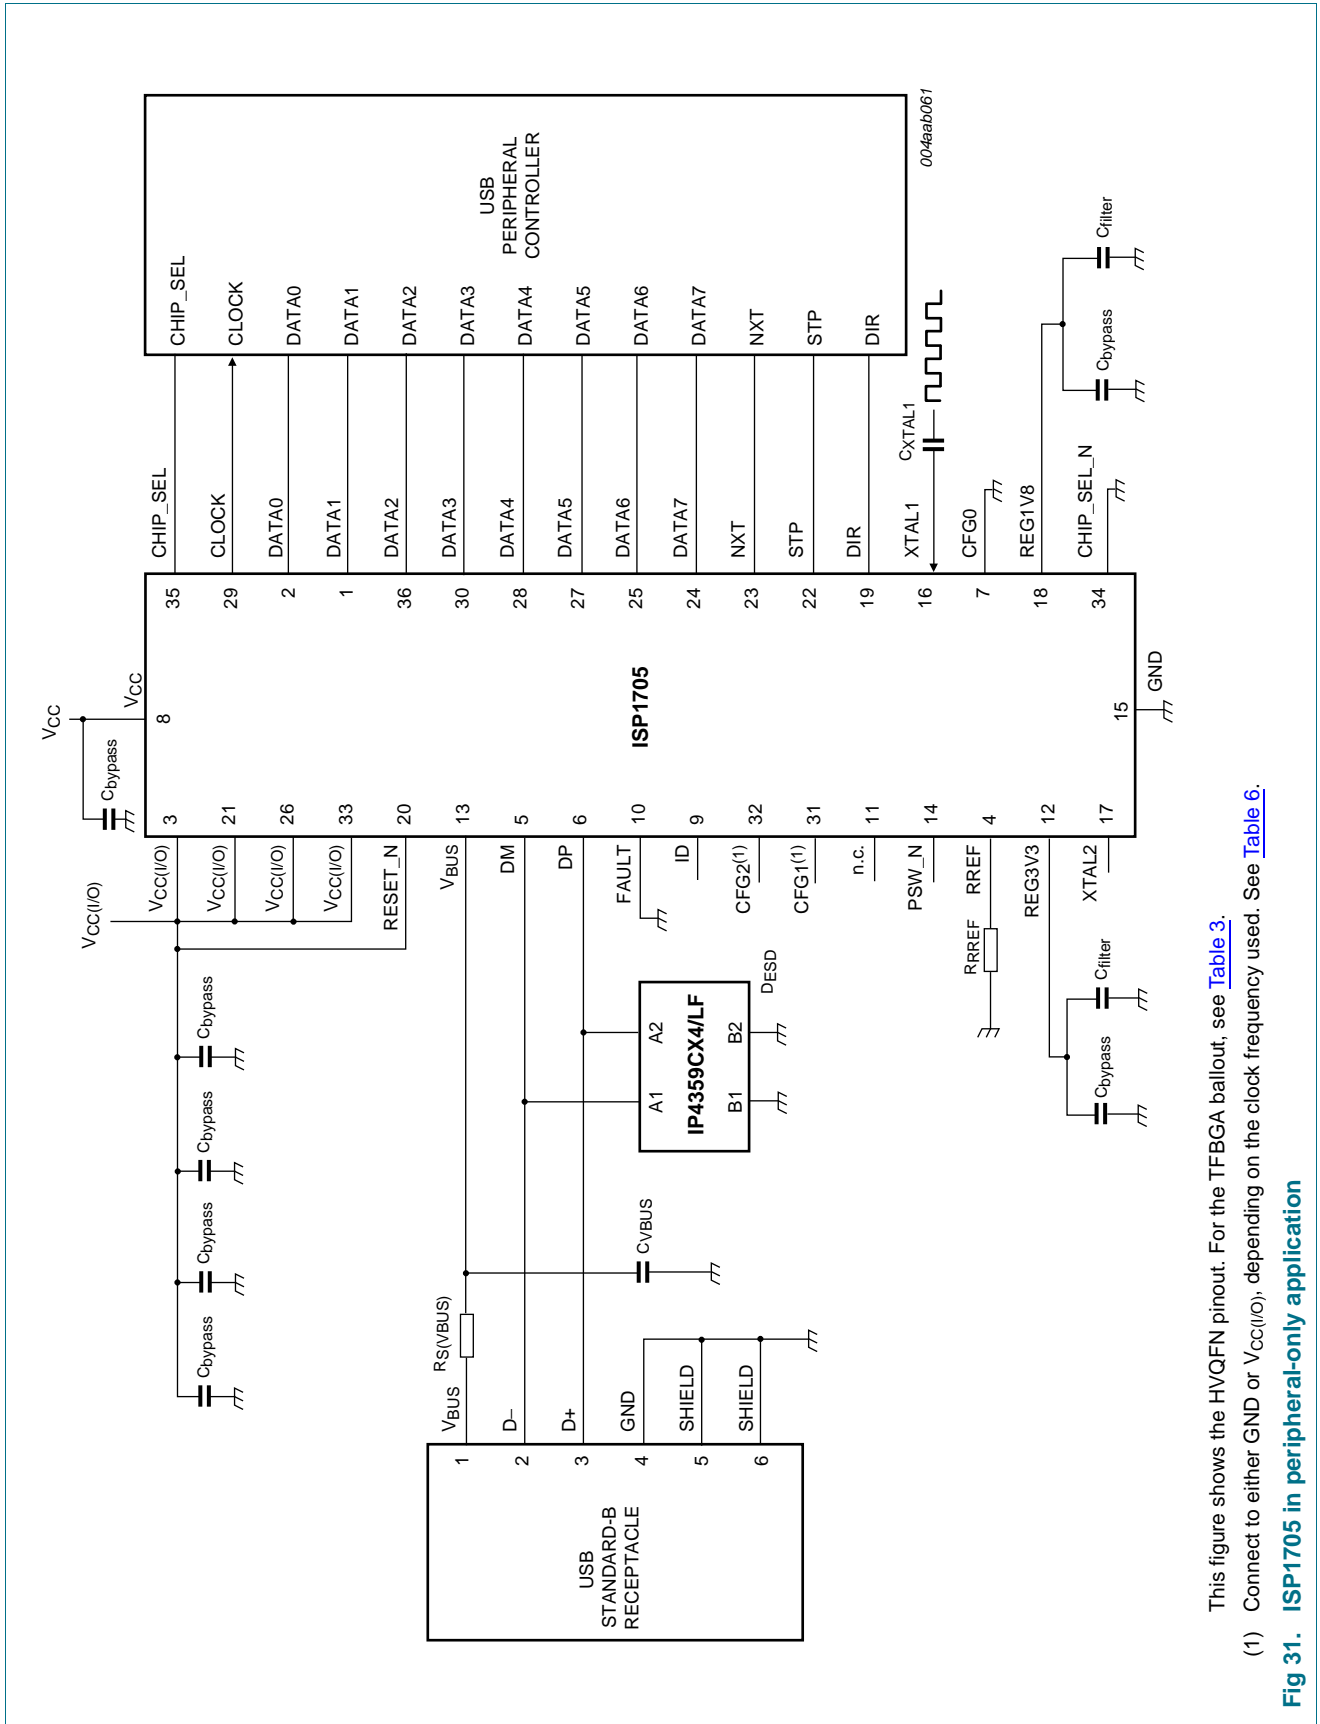 VCC
Cbypass
VCC
8
VCC(I/O)
VCC(I/O)
3
VCC(I/O)
21
VCC(I/O)
26
VCC(I/O)
33
RESET_N
20
VBUS
13
DM
5
DP
6
FAULT
10
ID
9
CFG2(1)
32
CFG1(1)
31
n.c.
11
PSW_N
14
RREF
4
REG3V3
12
XTAL2
17
ISP1705
35
CHIP_SEL
29
CLOCK
2
DATA0
1
DATA1
36
DATA2
30
DATA3
28
DATA4
27
DATA5
25
DATA6
24
DATA7
23
NXT
22
STP
19
DIR
16
XTAL1
7
CFG0
18
REG1V8
34
CHIP_SEL_N
15
GND
CHIP_SEL
CLOCK
DATA0
DATA1
DATA2
DATA3
DATA4
DATA5
DATA6
DATA7
NXT
STP
DIR
USB
PERIPHERAL
CONTROLLER
CXTAL1
Cbypass
Cfilter
004aab061
Cbypass
Cbypass
Cbypass
Cbypass
RS(VBUS)
CVBUS
A1
A2
IP4359CX4/LF
B1
B2
DESD
RRREF
Cbypass
Cfilter
USB
STANDARD-B
RECEPTACLE
1
VBUS
2
D−
3
D+
4
GND
5
SHIELD
6
SHIELD
This figure shows the HVQFN pinout. For the TFBGA ballout, see Table 3.
(1) Connect to either GND or VCC(I/O), depending on the clock frequency used. See Table 6.
Fig 31. ISP1705 in peripheral-only application